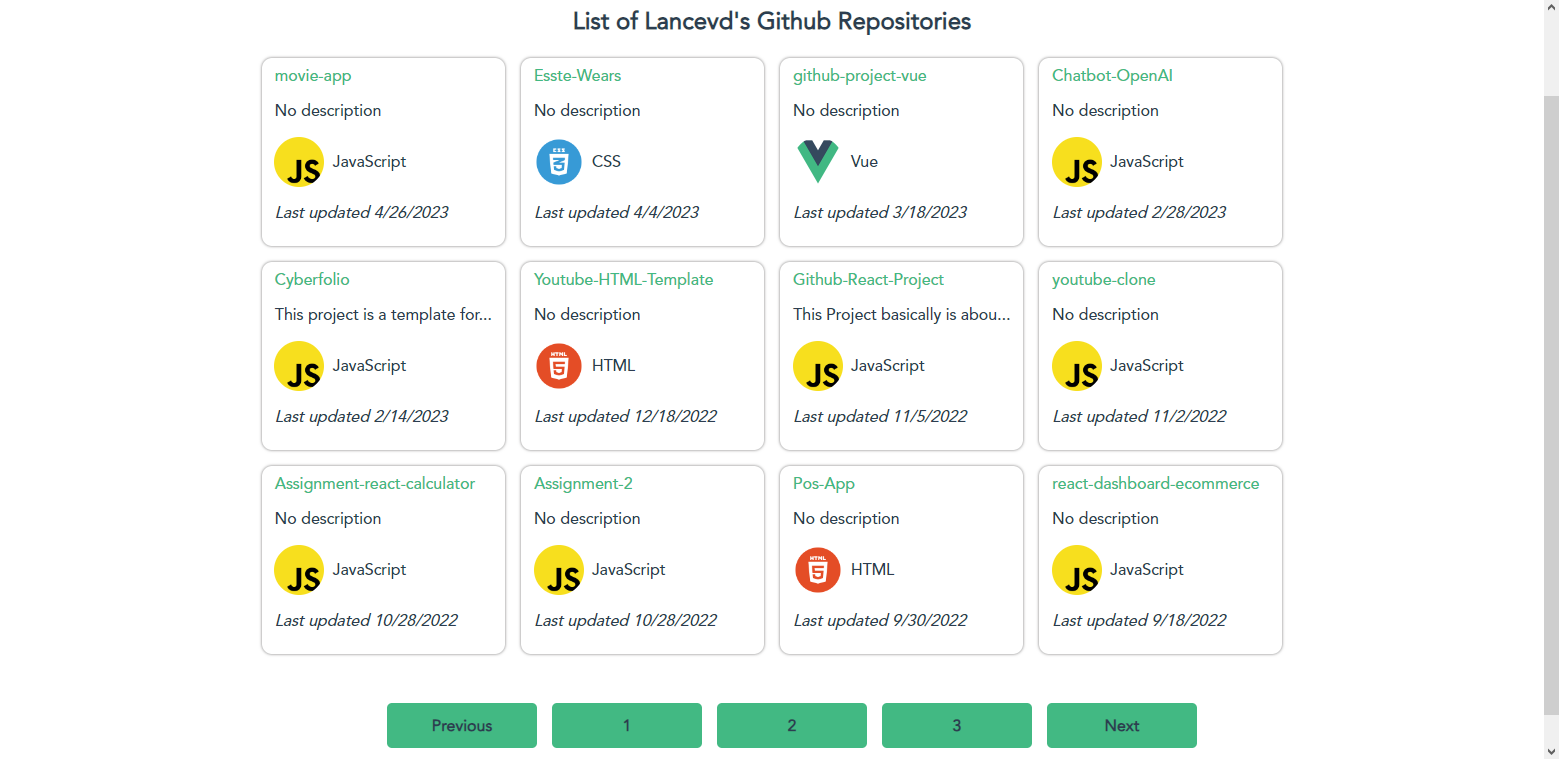 List of Lancevd's Github Repositories
movie-app
No description
JS JavaScript
Last updated 4/26/2023
Esste-Wears
No description
CSS CSS
Last updated 4/4/2023
github-project-vue
No description
Vue
Last updated 3/18/2023
Chatbot-OpenAI
No description
JS JavaScript
Last updated 2/28/2023
Cyberfolio
This project is a template for...
JS JavaScript
Last updated 2/14/2023
Youtube-HTML-Template
No description
HTML 5 HTML
Last updated 12/18/2022
Github-React-Project
This Project basically is abou...
JS JavaScript
Last updated 11/5/2022
youtube-clone
No description
JS JavaScript
Last updated 11/2/2022
Assignment-react-calculator
No description
JS JavaScript
Last updated 10/28/2022
Assignment-2
No description
JS JavaScript
Last updated 10/28/2022
Pos-App
No description
HTML 5 HTML
Last updated 9/30/2022
react-dashboard-ecommerce
No description
JS JavaScript
Last updated 9/18/2022
Previous 1 2 3 Next